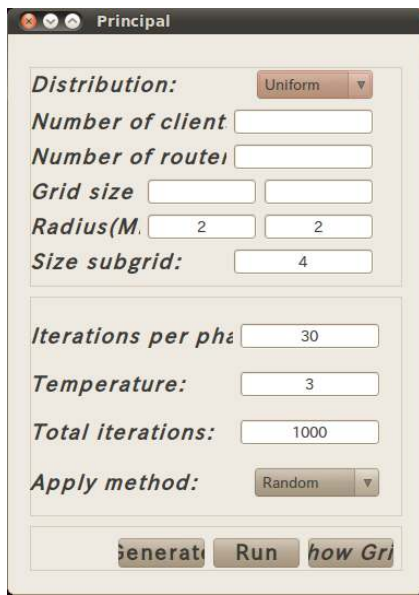 Principal
Distribution: Uniform
Number of client
Number of router
Grid size
Radius(M. 2 2
Size subgrid: 4
Iterations per pha 30
Temperature: 3
Total iterations: 1000
Apply method: Random
Generate Run how Gri